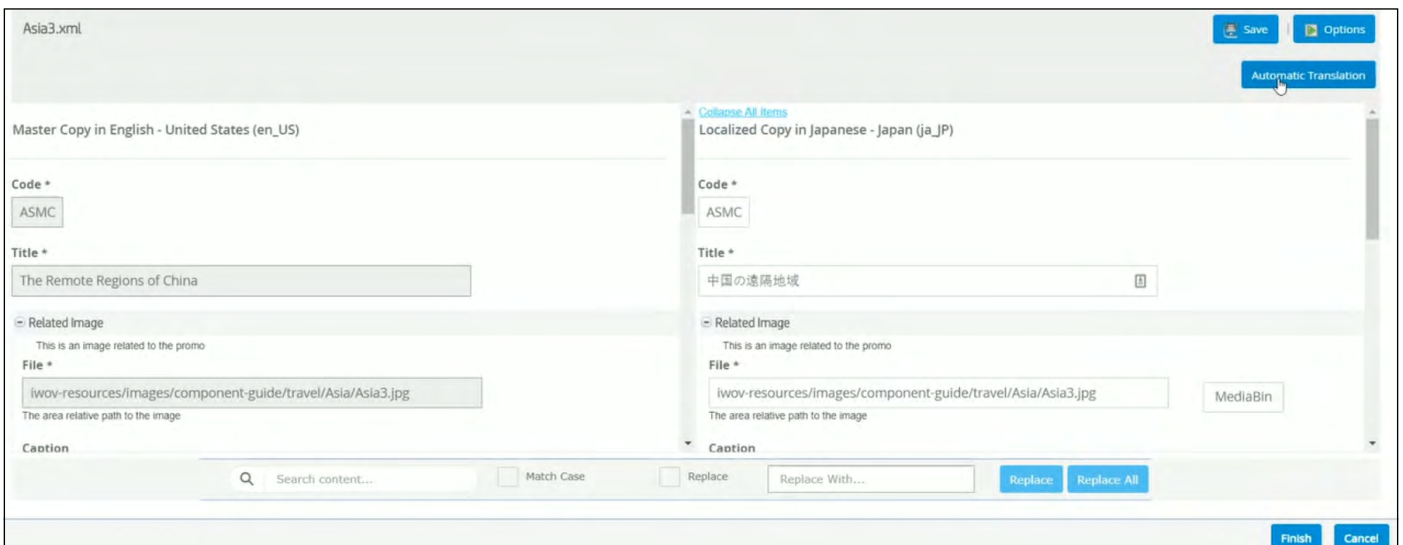 Asia3.xml
Save
Options
Automatic Translation
Master Copy in English - United States (en_US)
Code *
ASMC
Title *
The Remote Regions of China
Related Image
This is an image related to the promo
File *
iwov-resources/images/component-guide/travel/Asia/Asia3.jpg
The area relative path to the image
Caption
Collapse All Items
Localized Copy in Japanese - Japan (ja_JP)
Code *
ASMC
Title *
中国の遠隔地域
Related Image
This is an image related to the promo
File *
iwov-resources/images/component-guide/travel/Asia/Asia3.jpg
MediaBin
The area relative path to the image
Caption
Search content...
Match Case
Replace
Replace With...
Replace
Replace All
Finish
Cancel